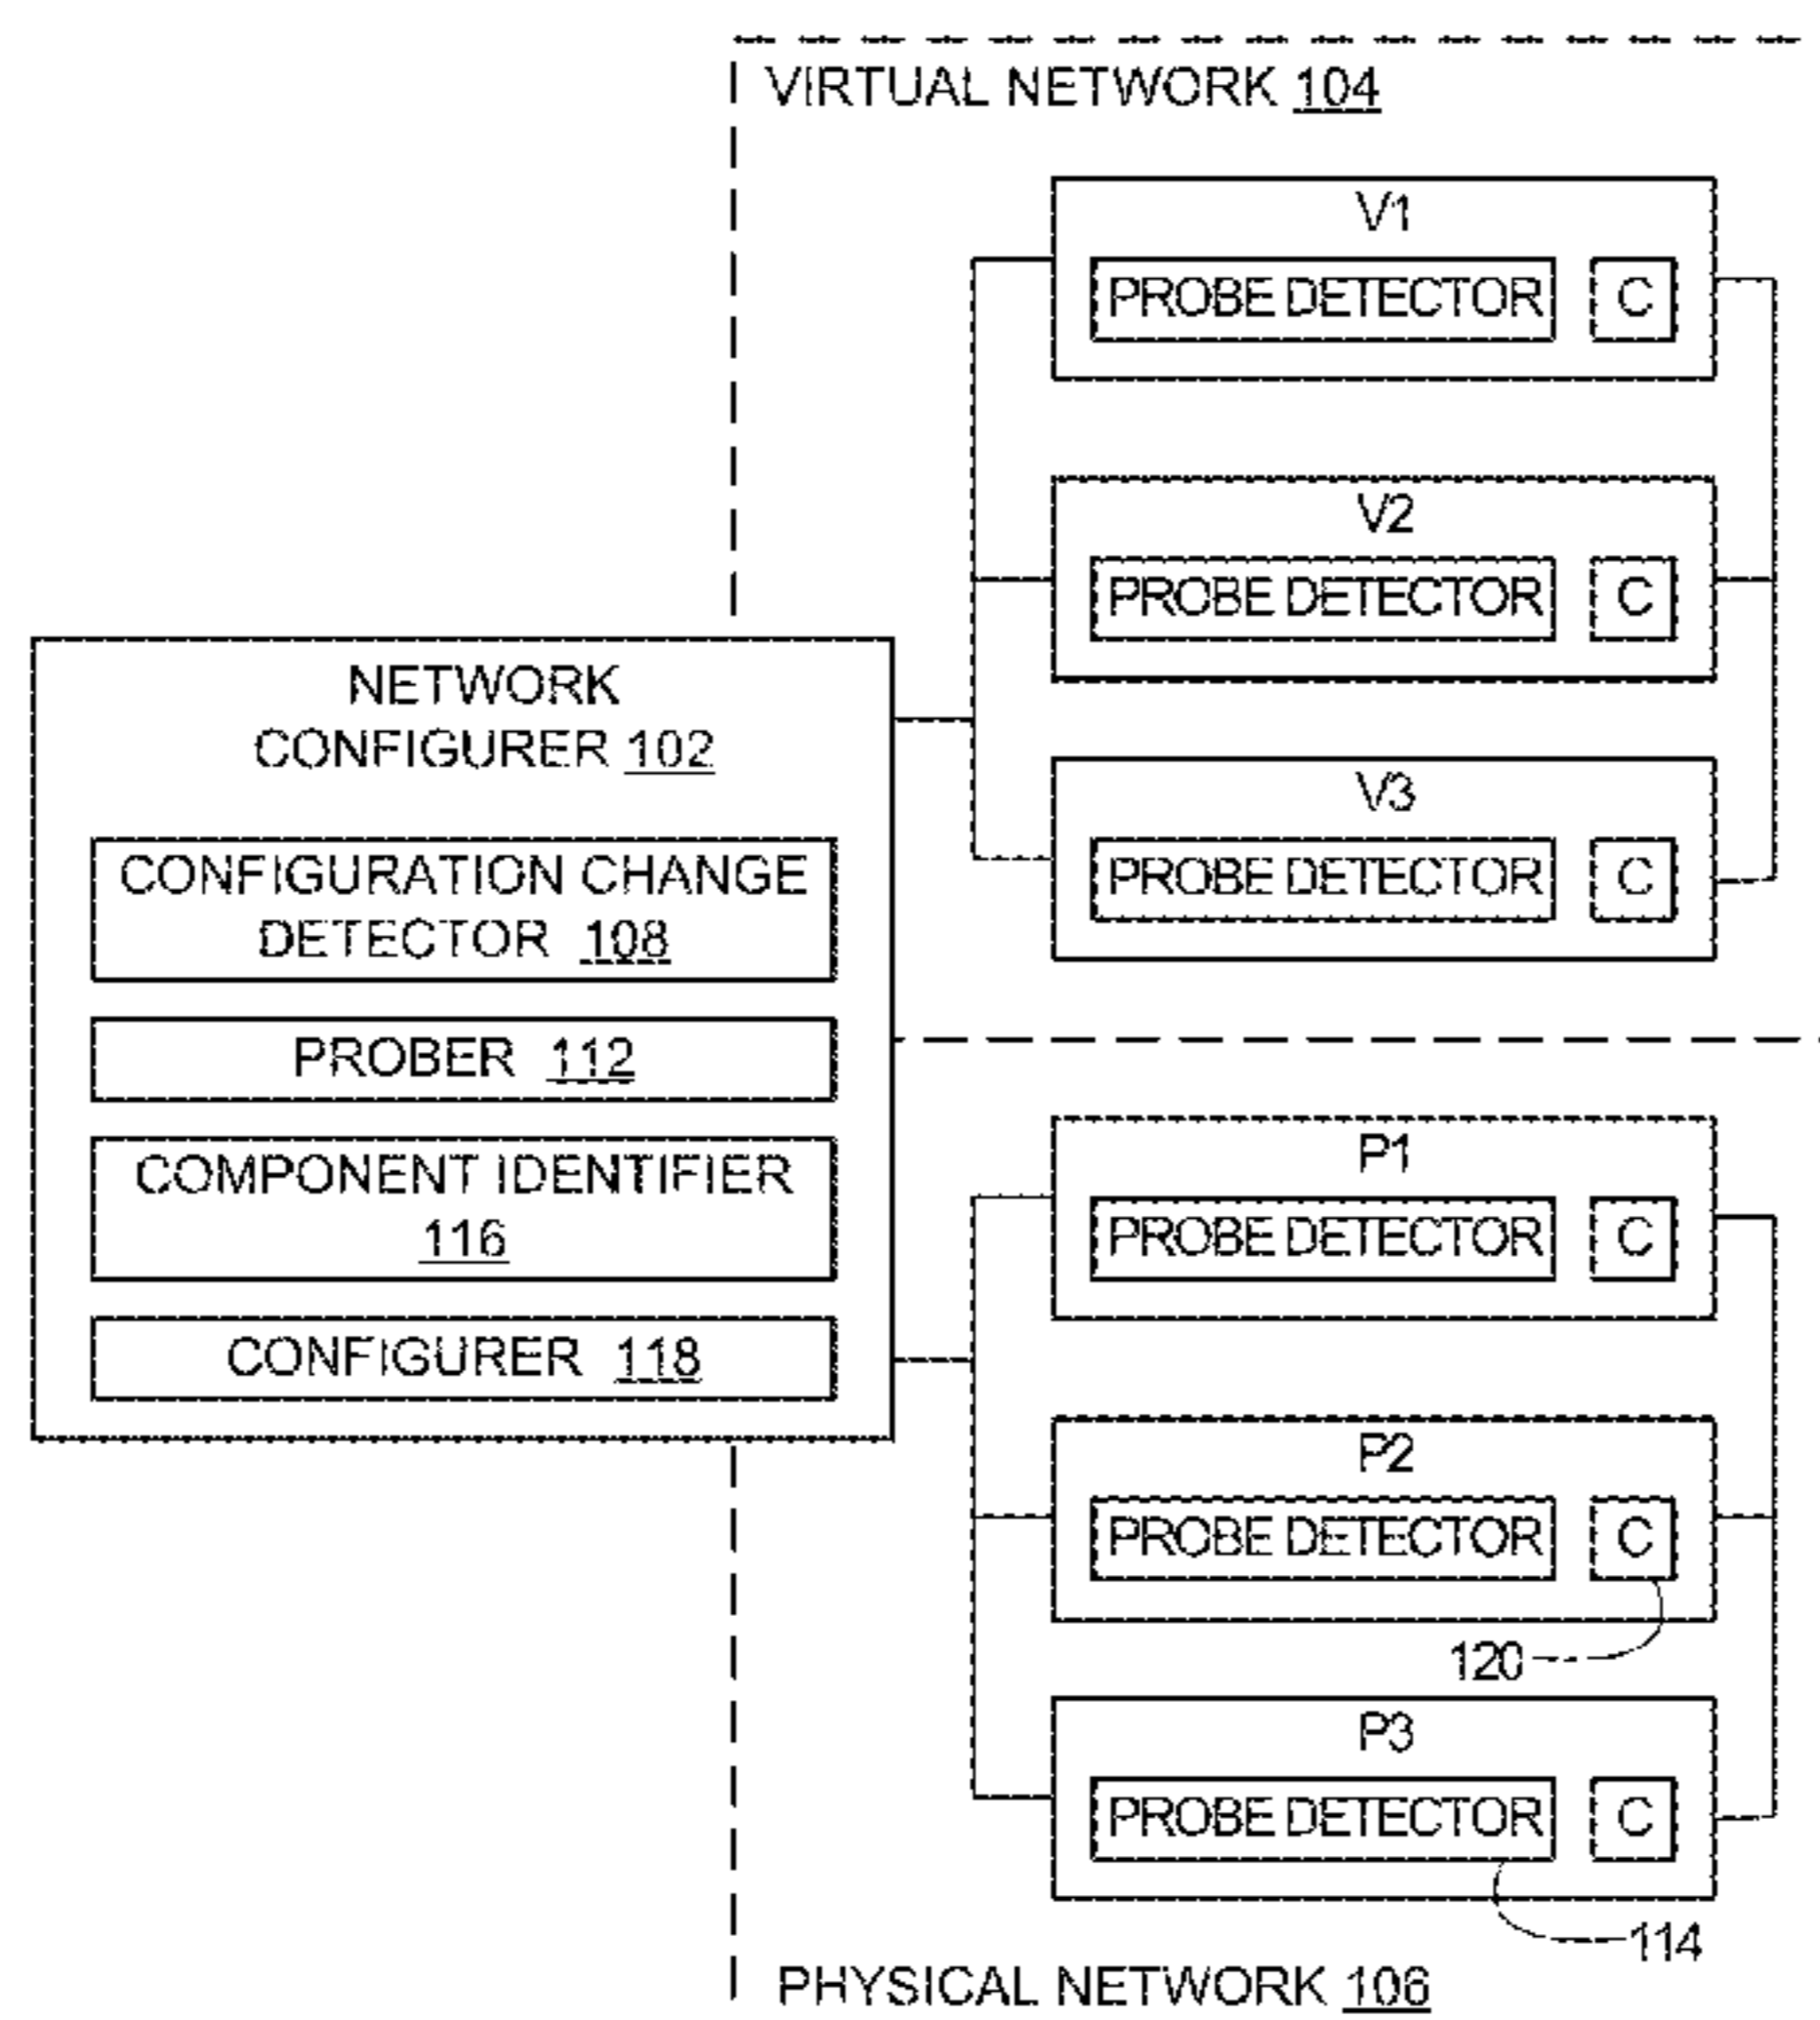 VIRTUAL NETWORK 104
V1
PROBE DETECTOR C
V2
PROBE DETECTOR C
V3
PROBE DETECTOR C
NETWORK
CONFIGURER 102
CONFIGURATION CHANGE
DETECTOR 108
PROBER 112
COMPONENT IDENTIFIER
116
CONFIGURER 118
P1
PROBE DETECTOR C
P2
PROBE DETECTOR C
120
P3
PROBE DETECTOR C
114
PHYSICAL NETWORK 106